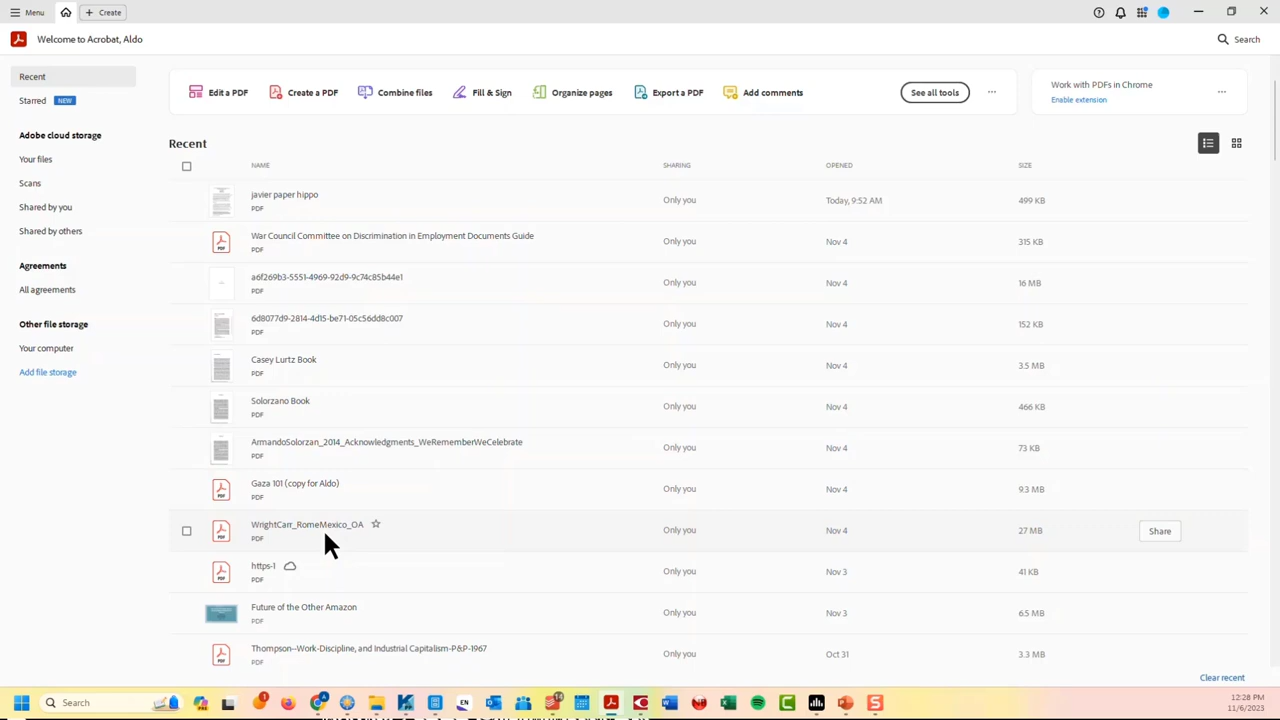 Menu
Create
Welcome to Acrobat, Aldo
Search
Recent
Starred NEW
Adobe cloud storage
Your files
Scans
Shared by you
Shared by others
Agreements
All agreements
Other file storage
Your computer
Add file storage
Edit a PDF Create a PDF Combine files Fill & Sign Organize pages Export a PDF Add comments See all tools ...
Work with PDFs in Chrome ...
Enable extension
Recent
NAME SHARING OPENED SIZE
javier paper hippo Only you Today, 9:52 AM 499 KB
PDF
War Council Committee on Discrimination in Employment Documents Guide Only you Nov 4 315 KB
PDF
a6f269b3-5551-4969-92d9-9c74c85b44e1 Only you Nov 4 16 MB
PDF
6d8077d9-2814-4d15-be71-05c56dd8c007 Only you Nov 4 152 KB
PDF
Casey Lurtz Book Only you Nov 4 3.5 MB
PDF
Solorzano Book Only you Nov 4 466 KB
PDF
ArmandoSolorzan_2014_Acknowledgments_WeRememberWeCelebrate Only you Nov 4 73 KB
PDF
Gaza 101 (copy for Aldo) Only you Nov 4 9.3 MB
PDF
WrightCarr_RomeMexico_OA Only you Nov 4 27 MB Share
PDF
https-1 Only you Nov 3 41 KB
PDF
Future of the Other Amazon Only you Nov 3 6.5 MB
PDF
Thompson--Work-Discipline, and Industrial Capitalism-P&P-1967 Only you Oct 31 3.3 MB
PDF
Clear recent
Search
EN
12:28 PM
11/6/2023